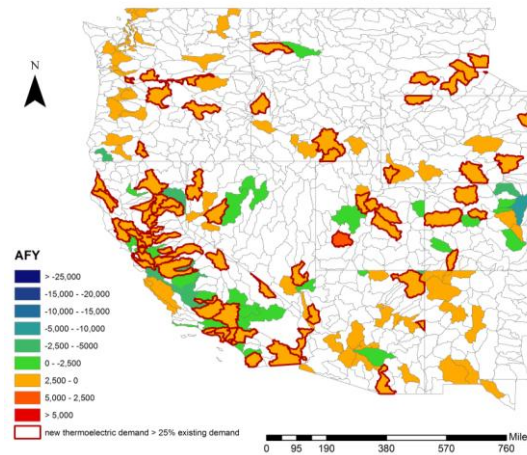 N
AFY
> -25,000
-15,000 - -20,000
-10,000 - -15,000
-5,000 - -10,000
-2,500 - -5000
0 - -2,500
2,500 - 0
5,000 - 2,500
> 5,000
new thermoelectric demand > 25% existing demand
Mile
0 95 190 380 570 760